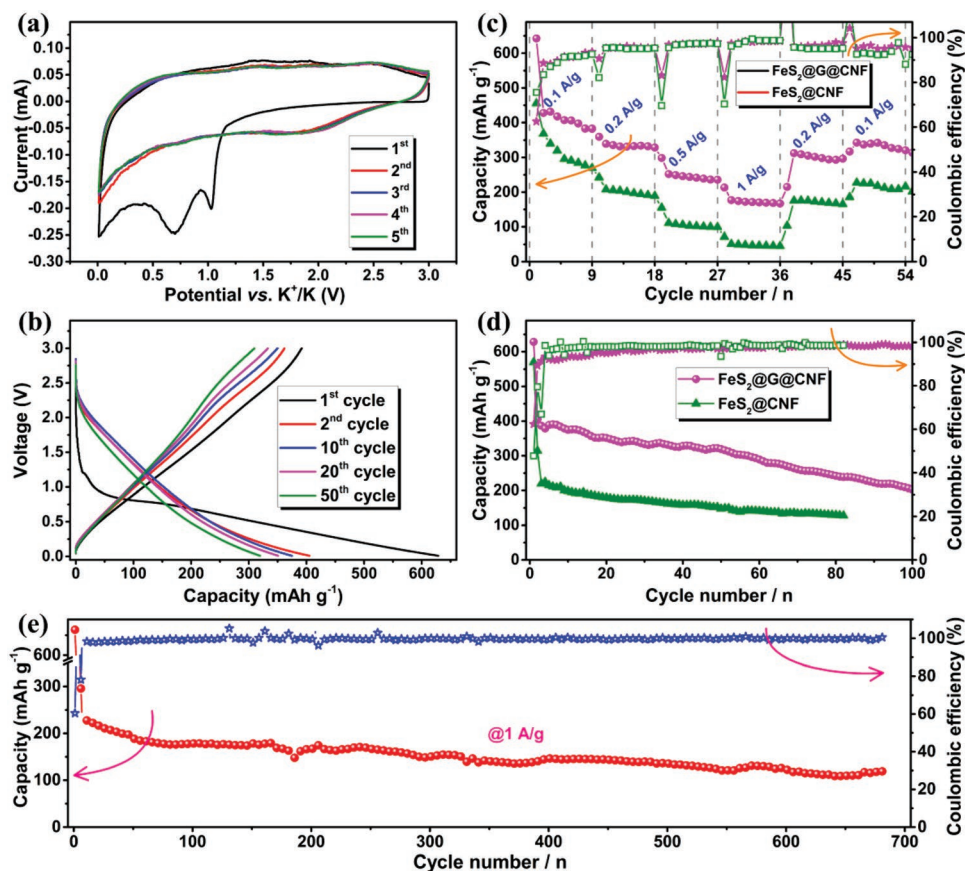 (a)
0.10
0.05
0.00
-0.05
-0.10
-0.15
-0.20
-0.25
-0.30
Current (mA)
1st
2nd
3rd
4th
5th
0.0 0.5 1.0 1.5 2.0 2.5 3.0
Potential vs. K+/K (V)
(c)
600
500
400
300
200
100
0
Capacity (mAh g-1)
0.1 A/g
0.2 A/g
0.5 A/g
1 A/g
0.2 A/g
0.1 A/g
FeS2@G@CNF
FeS2@CNF
100
80
60
40
20
0
Coulombic efficiency (%)
0 9 18 27 36 45 54
Cycle number / n
(b)
3.0
2.5
2.0
1.5
1.0
0.5
0.0
Voltage (V)
1st cycle
2nd cycle
10th cycle
20th cycle
50th cycle
0 100 200 300 400 500 600
Capacity (mAh g-1)
(d)
600
500
400
300
200
100
0
Capacity (mAh g-1)
FeS2@G@CNF
FeS2@CNF
100
80
60
40
20
0
Coulombic efficiency (%)
0 20 40 60 80 100
Cycle number / n
(e)
600
300
200
100
0
Capacity (mAh g-1)
@1 A/g
100
80
60
40
20
0
Coulombic efficiency (%)
0 100 200 300 400 500 600 700
Cycle number / n